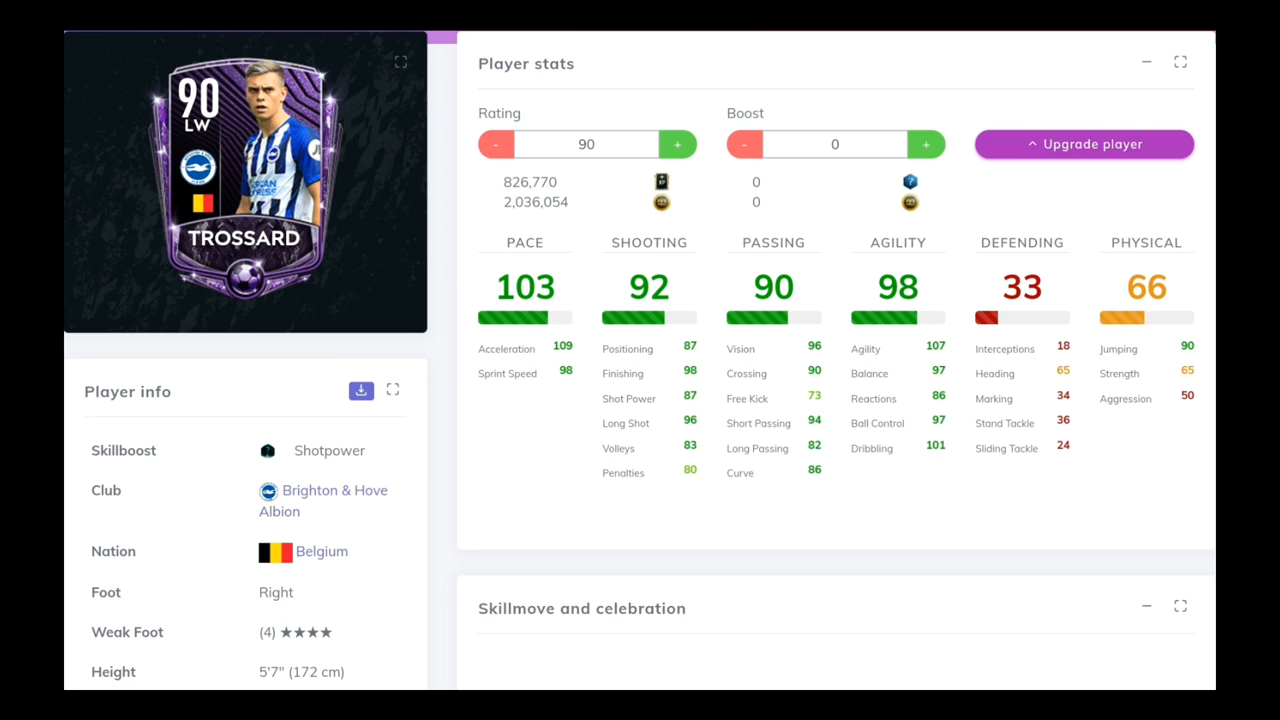 90
LW
TROSSARD
Player info
Skillboost Shotpower
Club Brighton & Hove
Albion
Nation Belgium
Foot Right
Weak Foot (4) ★★★★
Height 5'7" (172 cm)
Player stats
Rating Boost
- 90 + - 0 + Upgrade player
826,770 0
2,036,054 0
PACE SHOOTING PASSING AGILITY DEFENDING PHYSICAL
103 92 90 98 33 66
Acceleration 109 Positioning 87 Vision 96 Agility 107 Interceptions 18 Jumping 90
Sprint Speed 98 Finishing 98 Crossing 90 Balance 97 Heading 65 Strength 65
Shot Power 87 Free Kick 73 Reactions 86 Marking 34 Aggression 50
Long Shot 96 Short Passing 94 Ball Control 97 Stand Tackle 36
Volleys 83 Long Passing 82 Dribbling 101 Sliding Tackle 24
Penalties 80 Curve 86
Skillmove and celebration